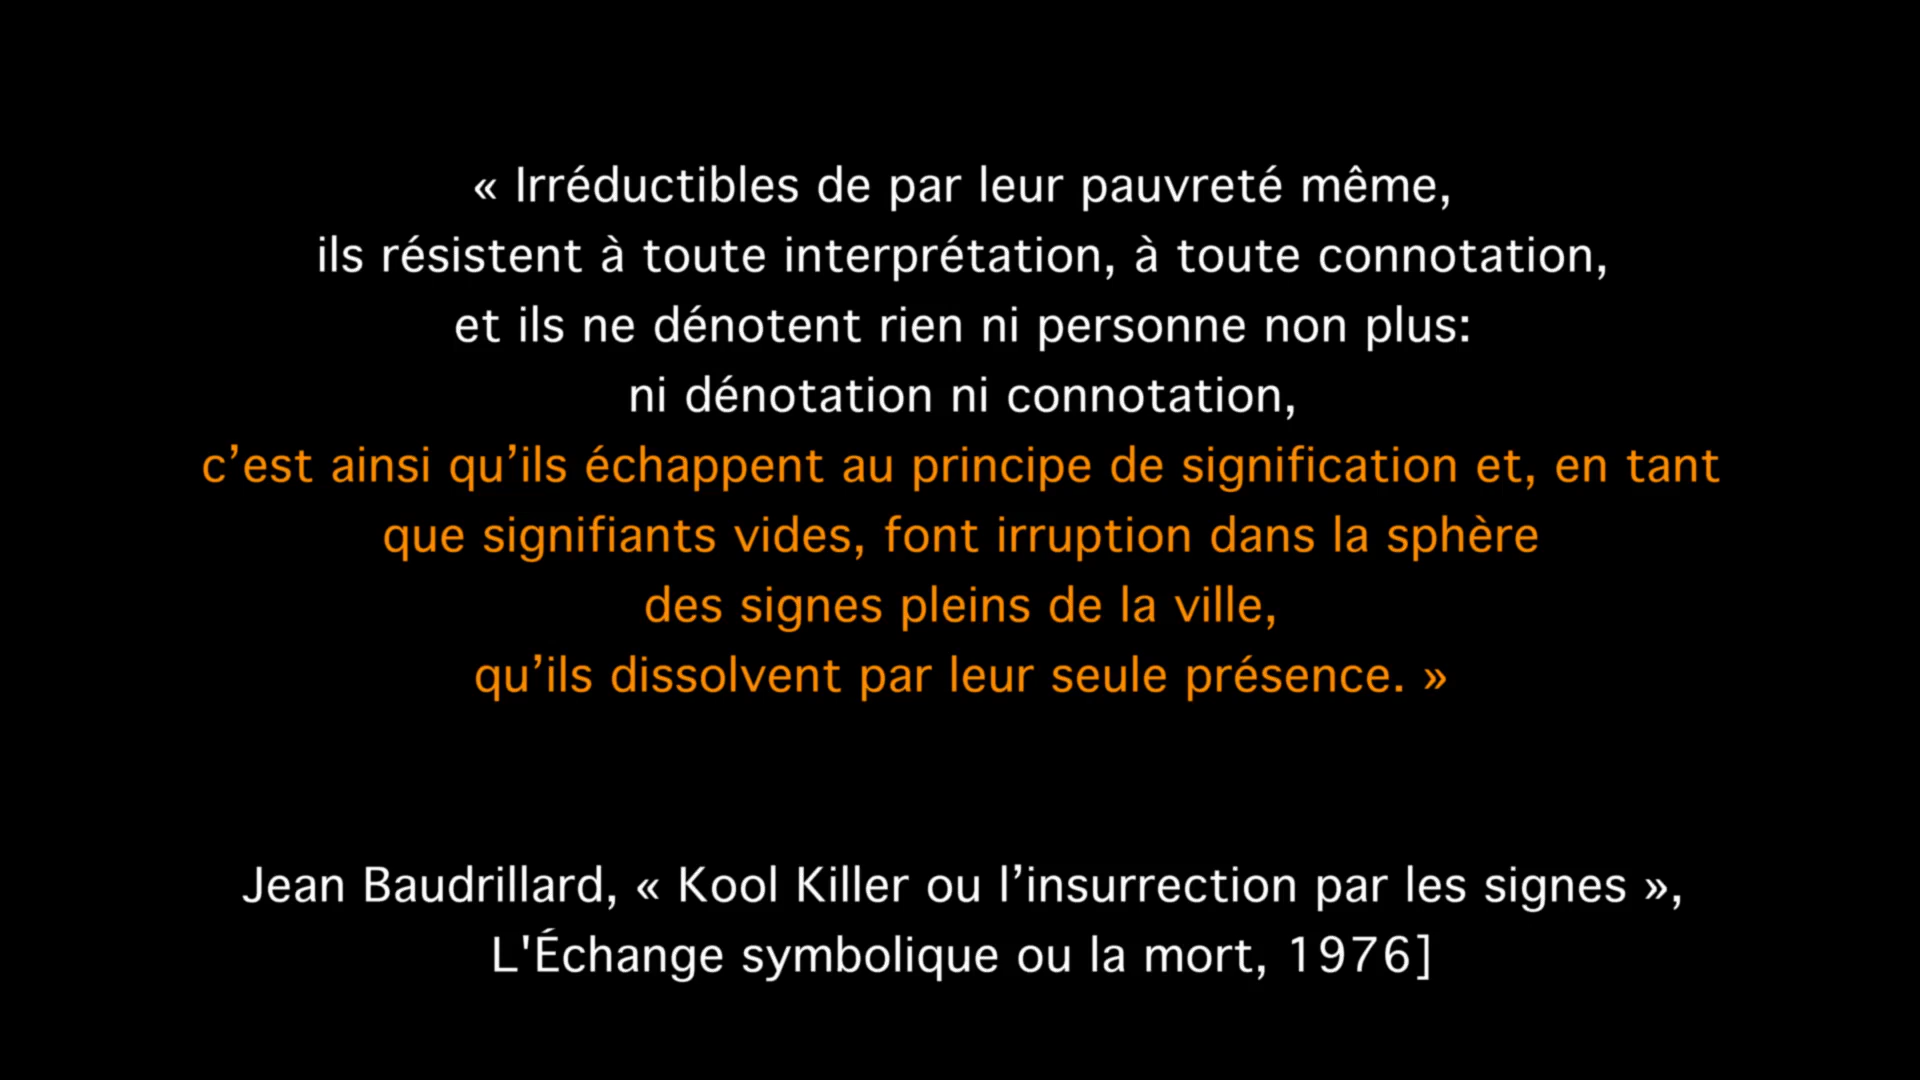 « Irréductibles de par leur pauvreté même,
ils résistent à toute interprétation, à toute connotation,
et ils ne dénotent rien ni personne non plus:
ni dénotation ni connotation,
c’est ainsi qu’ils échappent au principe de signification et, en tant
que signifiants vides, font irruption dans la sphère
des signes pleins de la ville,
qu’ils dissolvent par leur seule présence. »
Jean Baudrillard, « Kool Killer ou l’insurrection par les signes »,
L'Échange symbolique ou la mort, 1976]